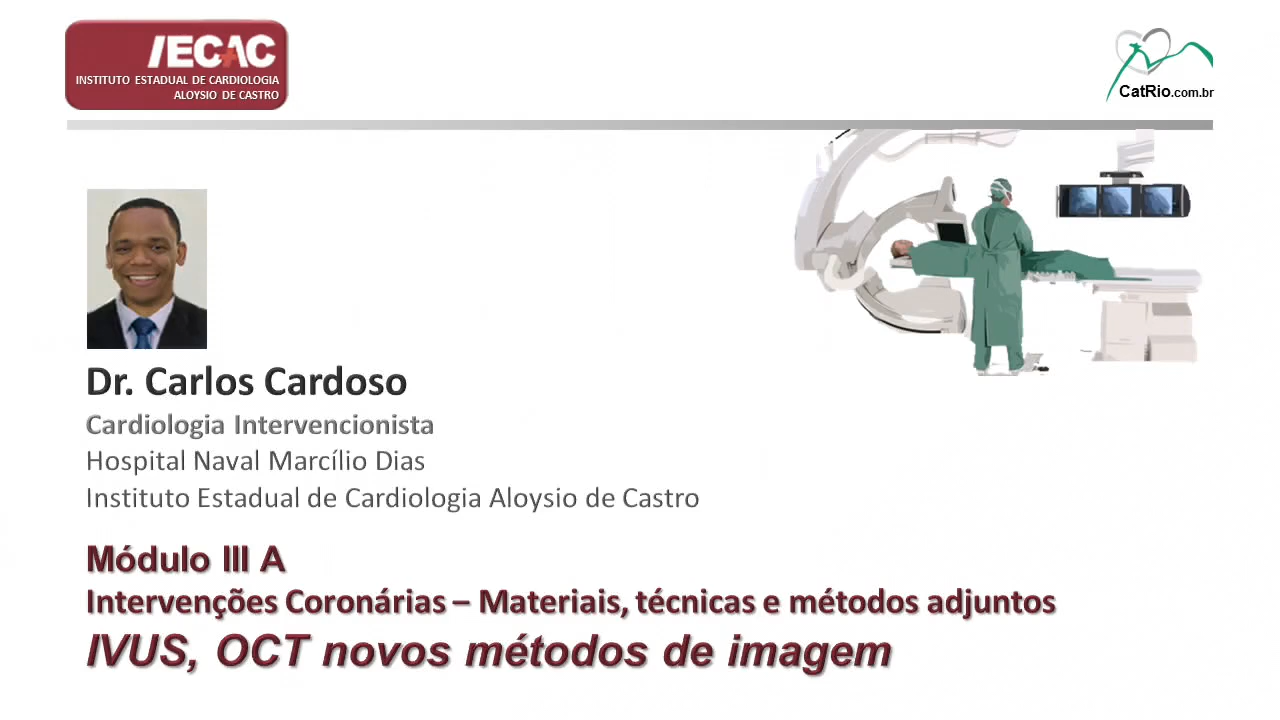 IECAC
INSTITUTO ESTADUAL DE CARDIOLOGIA
ALOYSIO DE CASTRO
CatRio.com.br
Dr. Carlos Cardoso
Cardiologia Intervencionista
Hospital Naval Marcílio Dias
Instituto Estadual de Cardiologia Aloysio de Castro
Módulo III A
Intervenções Coronárias – Materiais, técnicas e métodos adjuntos
IVUS, OCT novos métodos de imagem